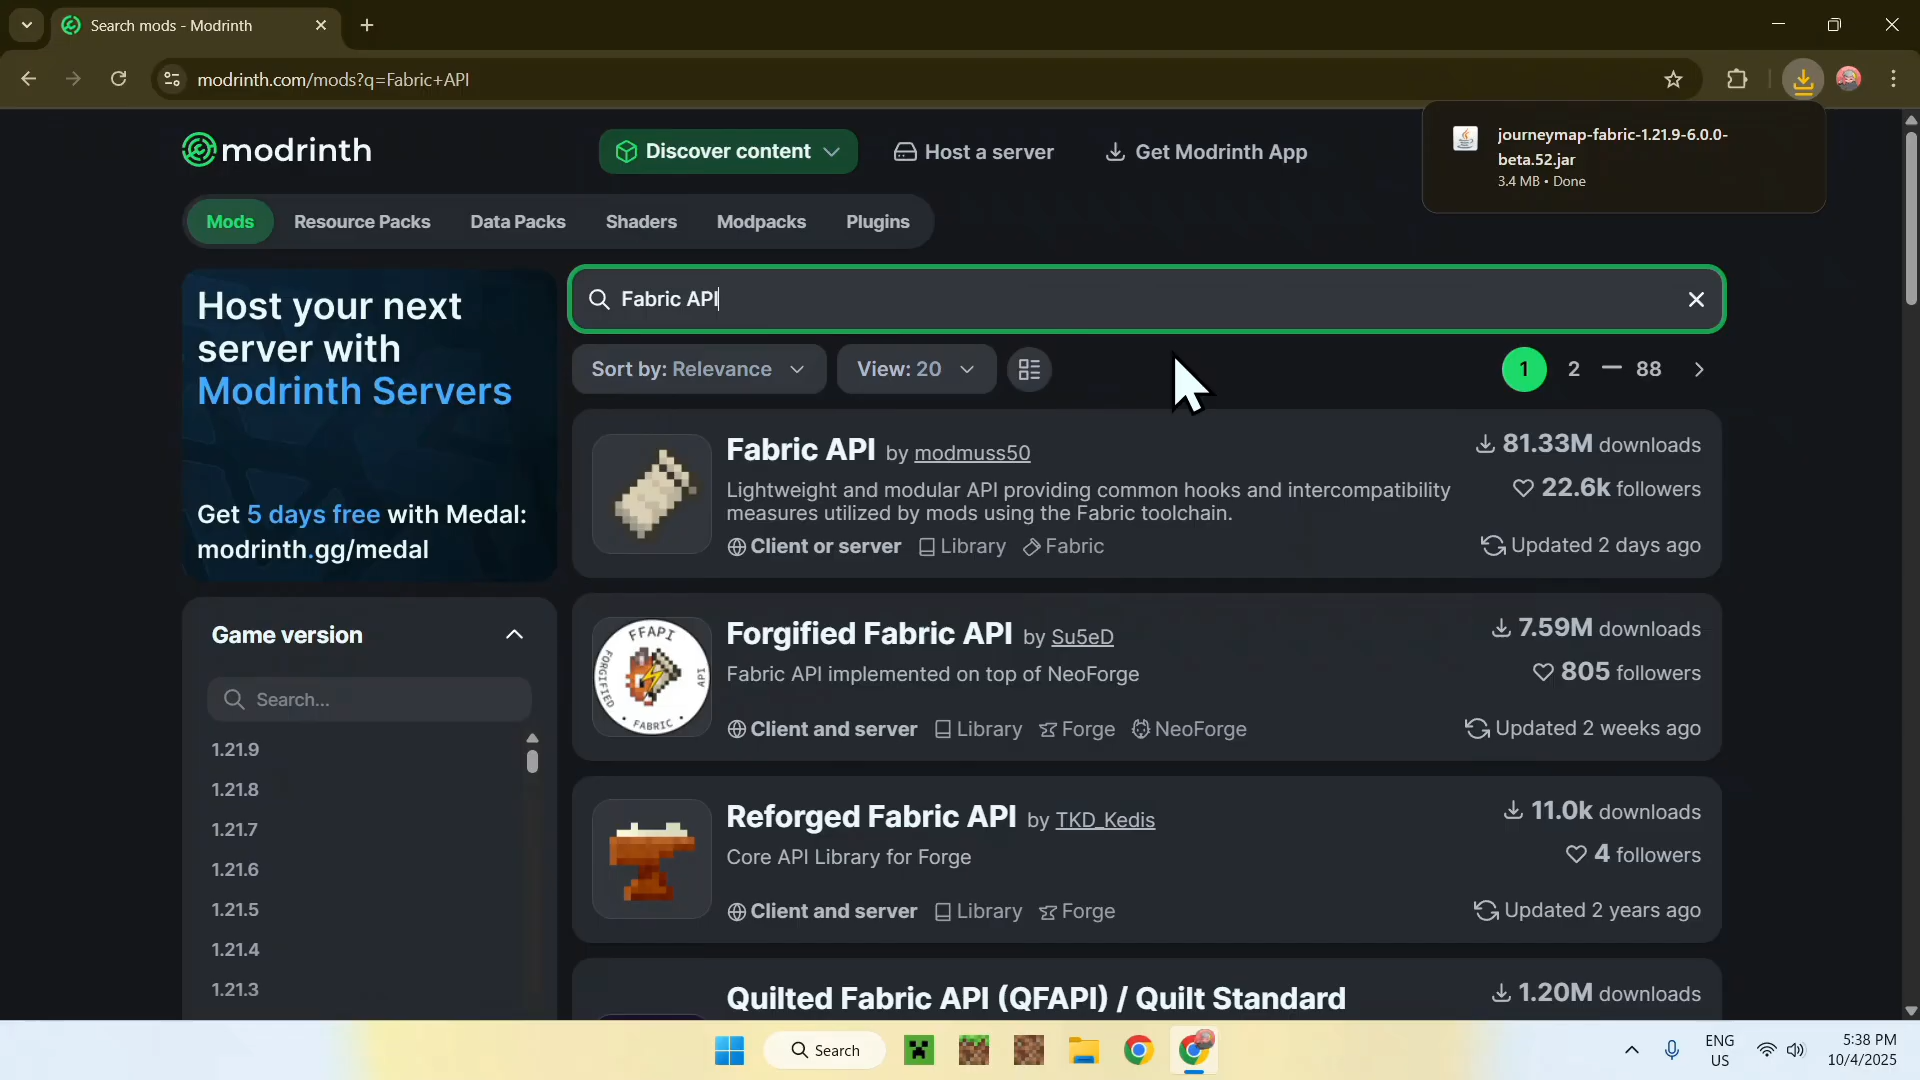 Search mods - Modrinth
modrinth.com/mods?q=Fabric+API
journeymap-fabric-1.21.9-6.0.0-
beta.52.jar
3.4 MB • Done
modrinth
Discover content
Host a server
Get Modrinth App
Mods
Resource Packs
Data Packs
Shaders
Modpacks
Plugins
Host your next
server with
Modrinth Servers
Get 5 days free with Medal:
modrinth.gg/medal
Fabric API
Sort by: Relevance
View: 20
1 2 — 88
Fabric API by modmuss50
Lightweight and modular API providing common hooks and intercompatibility
measures utilized by mods using the Fabric toolchain.
Client or server Library Fabric
81.33M downloads
22.6k followers
Updated 2 days ago
FFAPI
FORGIFIED
API
FABRIC
Forgified Fabric API by Su5eD
Fabric API implemented on top of NeoForge
Client and server Library Forge NeoForge
7.59M downloads
805 followers
Updated 2 weeks ago
Reforged Fabric API by TKD_Kedis
Core API Library for Forge
Client and server Library Forge
11.0k downloads
4 followers
Updated 2 years ago
Quilted Fabric API (QFAPI) / Quilt Standard
1.20M downloads
Game version
Search...
1.21.9
1.21.8
1.21.7
1.21.6
1.21.5
1.21.4
1.21.3
Search
ENG
US
5:38 PM
10/4/2025